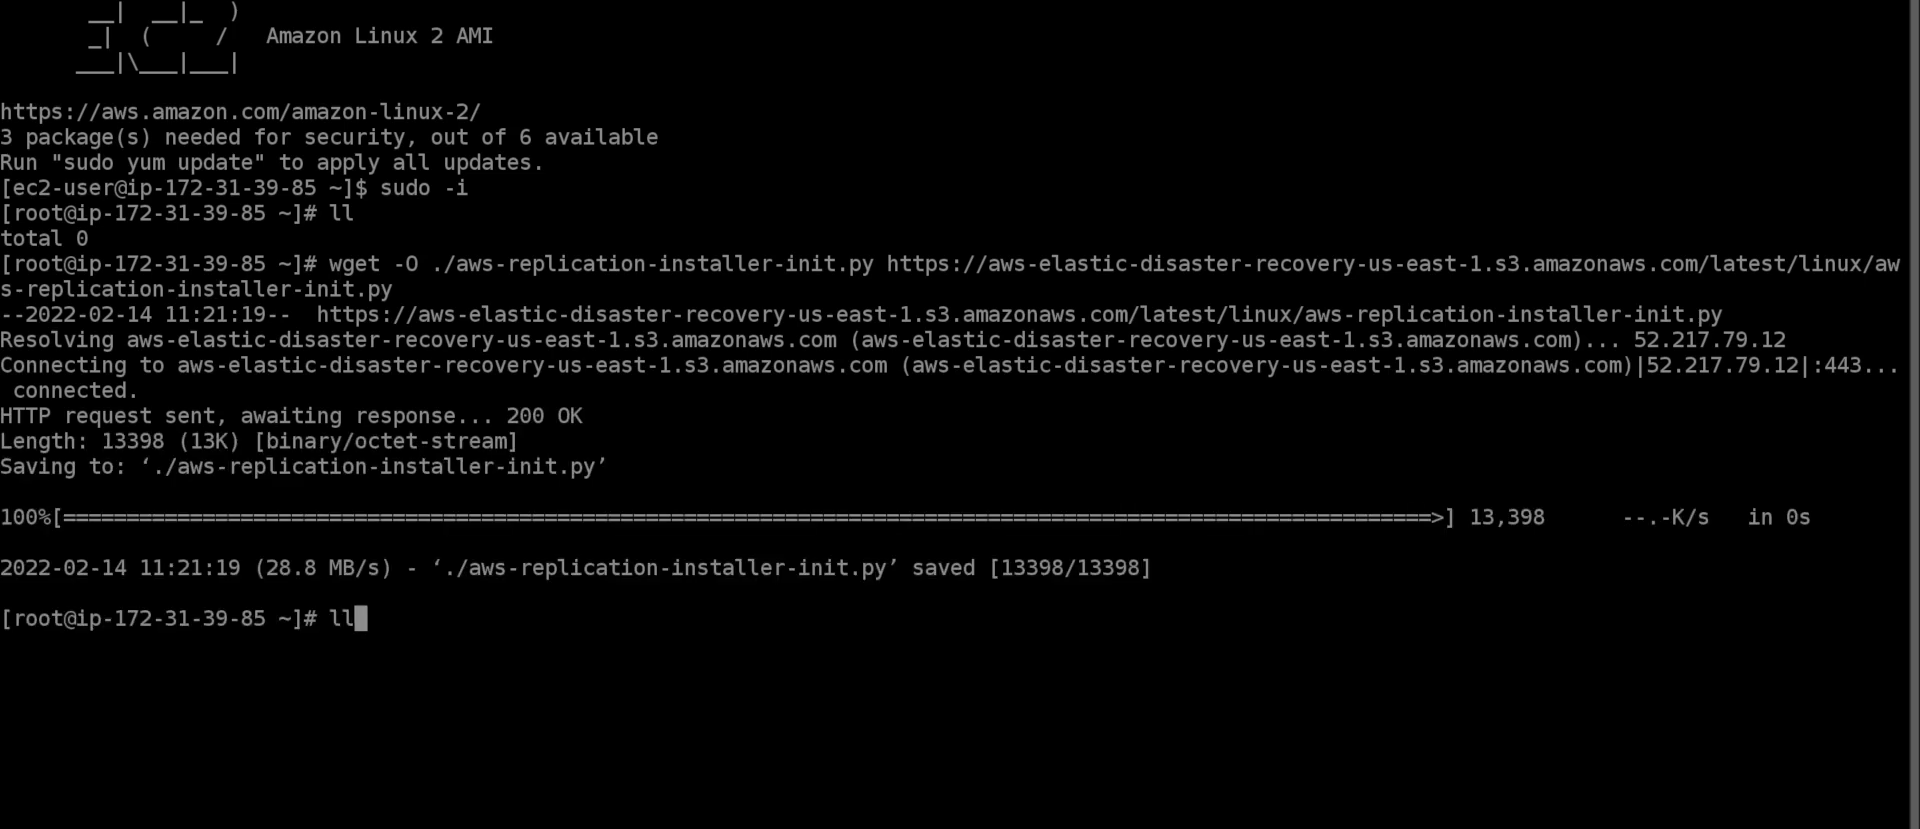 __|  __|_  )
_|  (     /   Amazon Linux 2 AMI
___|\___|___|
https://aws.amazon.com/amazon-linux-2/
3 package(s) needed for security, out of 6 available
Run "sudo yum update" to apply all updates.
[ec2-user@ip-172-31-39-85 ~]$ sudo -i
[root@ip-172-31-39-85 ~]# ll
total 0
[root@ip-172-31-39-85 ~]# wget -O ./aws-replication-installer-init.py https://aws-elastic-disaster-recovery-us-east-1.s3.amazonaws.com/latest/linux/aw
s-replication-installer-init.py
--2022-02-14 11:21:19--  https://aws-elastic-disaster-recovery-us-east-1.s3.amazonaws.com/latest/linux/aws-replication-installer-init.py
Resolving aws-elastic-disaster-recovery-us-east-1.s3.amazonaws.com (aws-elastic-disaster-recovery-us-east-1.s3.amazonaws.com)... 52.217.79.12
Connecting to aws-elastic-disaster-recovery-us-east-1.s3.amazonaws.com (aws-elastic-disaster-recovery-us-east-1.s3.amazonaws.com)|52.217.79.12|:443...
connected.
HTTP request sent, awaiting response... 200 OK
Length: 13398 (13K) [binary/octet-stream]
Saving to: ‘./aws-replication-installer-init.py’
100%[============================================================================================================>] 13,398      --.-K/s   in 0s
2022-02-14 11:21:19 (28.8 MB/s) - ‘./aws-replication-installer-init.py’ saved [13398/13398]
[root@ip-172-31-39-85 ~]# ll